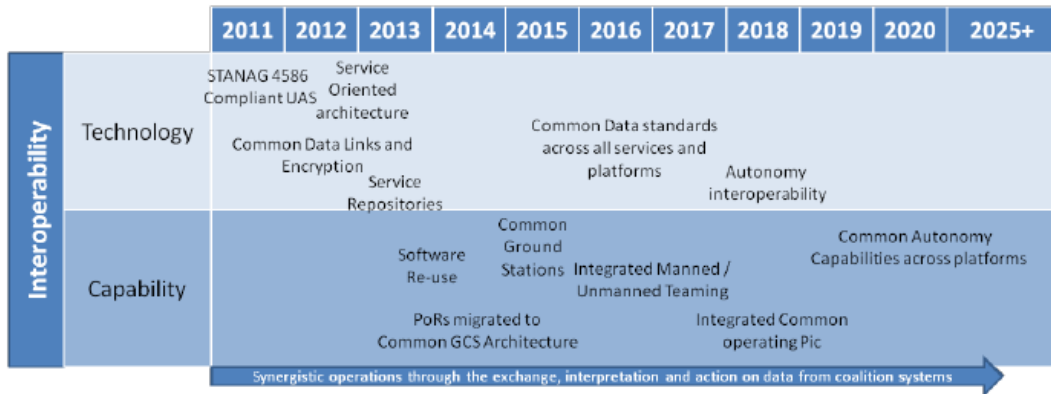 2011 2012 2013 2014 2015 2016 2017 2018 2019 2020 2025+
Interoperability
Technology
STANAG 4586
Compliant UAS
Service
Oriented
architecture
Common Data Links and
Encryption
Service
Repositories
Common Data standards
across all services and
platforms
Autonomy
interoperability
Capability
Software
Re-use
Common
Ground
Stations
Integrated Manned /
Unmanned Teaming
Common Autonomy
Capabilities across platforms
PoRs migrated to
Common GCS Architecture
Integrated Common
operating Pic
Synergistic operations through the exchange, interpretation and action on data from coalition systems